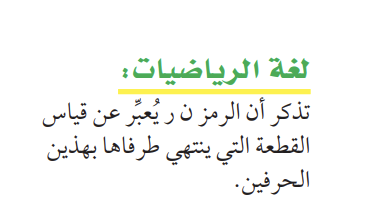 لغة الرياضيات:
تذكر أن الرمز ن ر يُعبِّر عن قياس
القطعة التي ينتهي طرفاها بهذين
الحرفين.